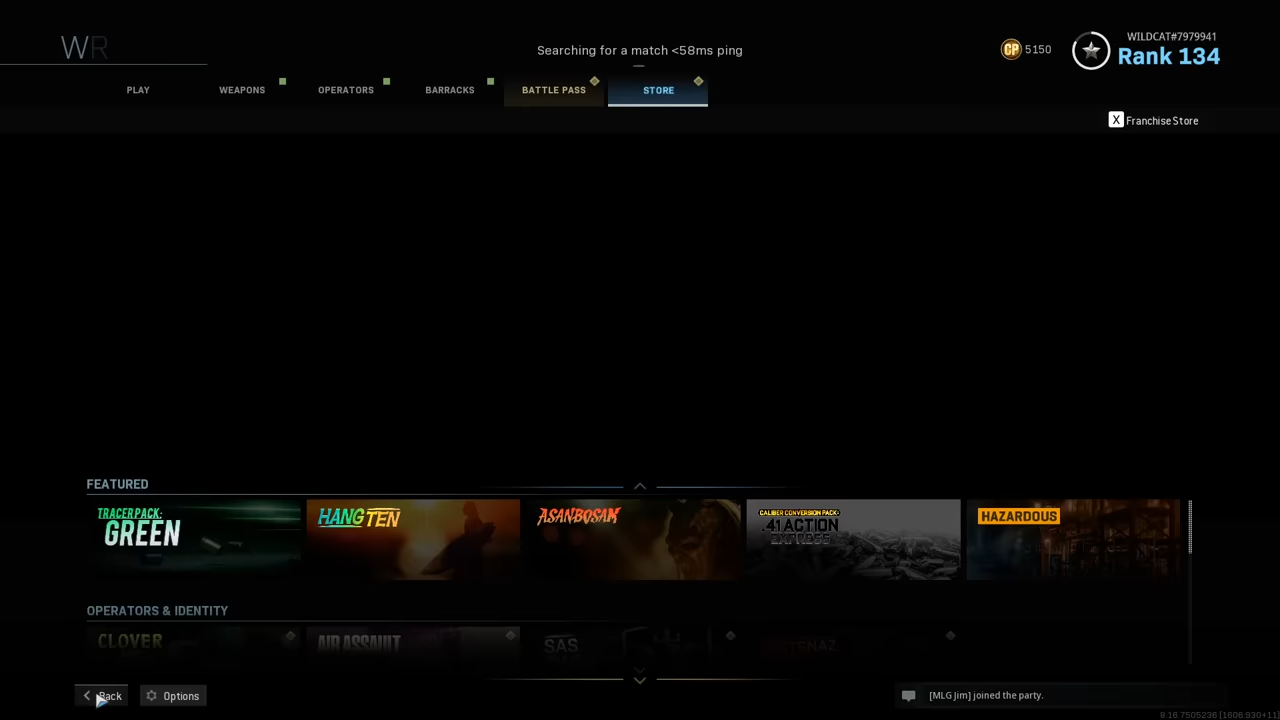 WR
Searching for a match <58ms ping
CP 5150
WILDCAT#7979941
Rank 134
PLAY
WEAPONS
OPERATORS
BARRACKS
BATTLE PASS
STORE
X Franchise Store
FEATURED
TRACER PACK:
GREEN
HANG TEN
ASANBOSAM
CALIBER CONVERSION PACK:
.41 ACTION
EXPRESS
HAZARDOUS
OPERATORS & IDENTITY
CLOVER
AIR ASSAULT
SAS
Back
Options
[MLG Jim] joined the party.